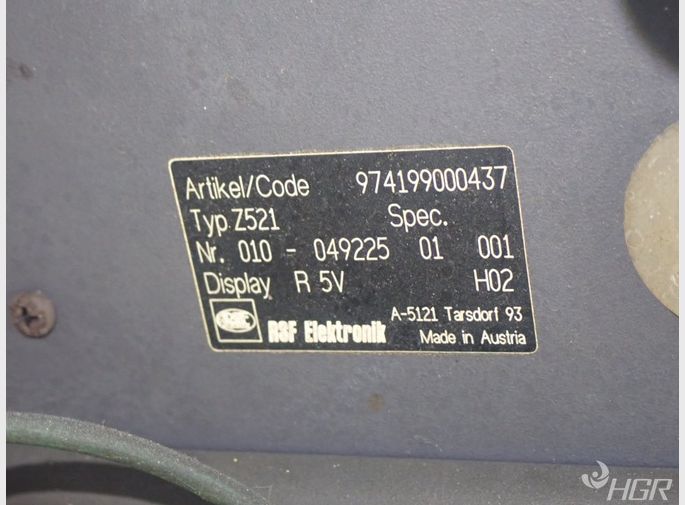 Artikel/Code 974199000437
Typ Z521 Spec.
Nr. 010 - 049225 01 001
Display R 5V H02
RSF Elektronik
A-5121 Tarsdorf 93
Made in Austria
HGR